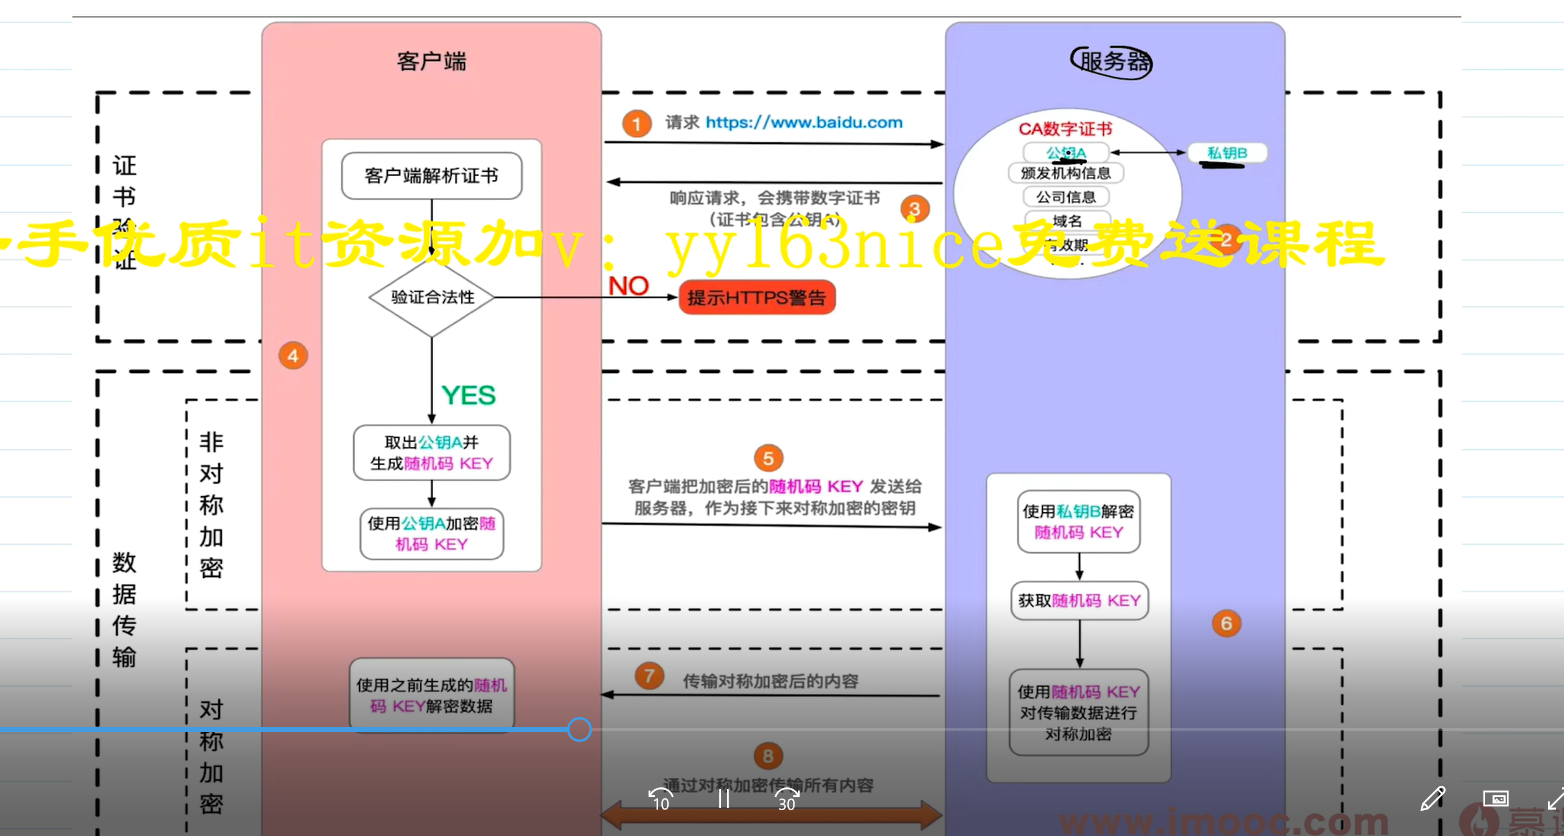 客户端
服务器
证书验证
1
请求 https://www.baidu.com
CA数字证书
公钥A
私钥B
颁发机构信息
公司信息
域名
有效期
2
客户端解析证书
响应请求，会携带数字证书
（证书包含公钥A）
3
手优质it资源加v：yy163nice免费送课程
验证合法性
NO
提示HTTPS警告
4
YES
数据传输
非对称加密
取出公钥A并
生成随机码 KEY
使用公钥A加密随
机码 KEY
5
客户端把加密后的随机码 KEY 发送给
服务器，作为接下来对称加密的密钥
使用私钥B解密
随机码 KEY
获取随机码 KEY
6
对称加密
使用之前生成的随机
码 KEY解密数据
7
传输对称加密后的内容
使用随机码 KEY
对传输数据进行
对称加密
8
通过对称加密传输所有内容
10
30
www.imooc.com
慕